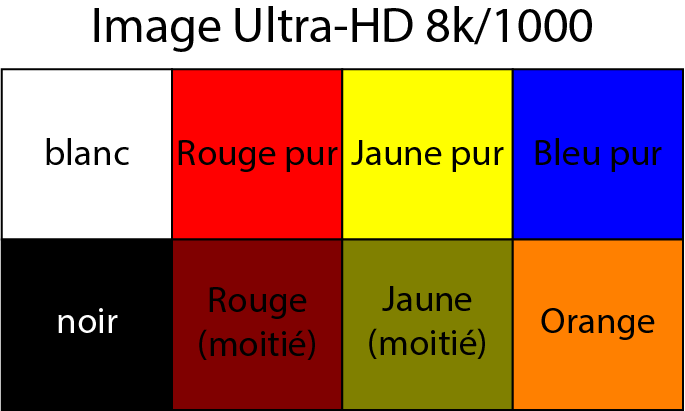 Image Ultra-HD 8k/1000
blanc
Rouge pur
Jaune pur
Bleu pur
noir
Rouge
(moitié)
Jaune
(moitié)
Orange